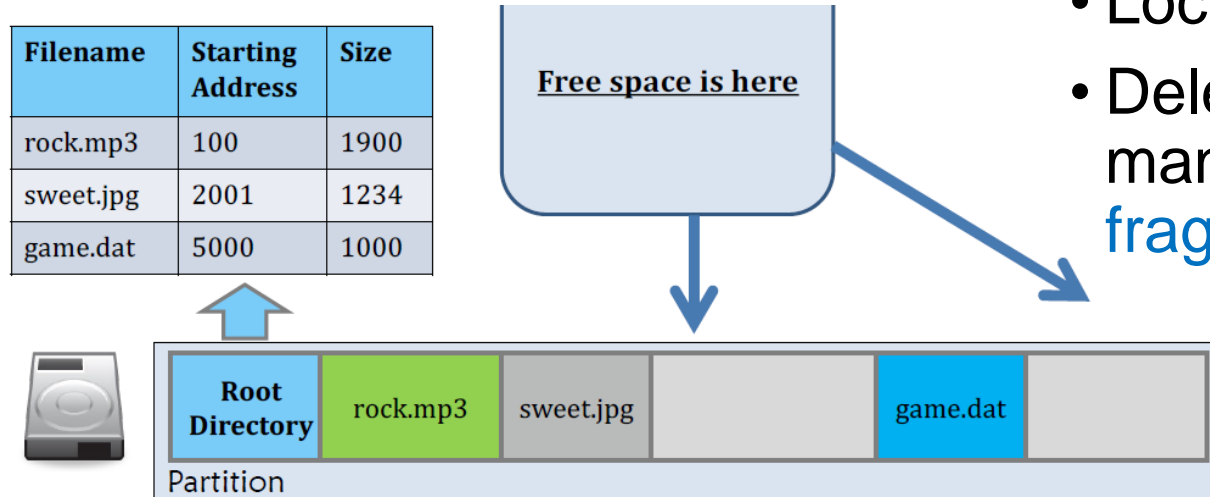 Filename Starting Address Size
rock.mp3 100 1900
sweet.jpg 2001 1234
game.dat 5000 1000
Free space is here
•
•
Root Directory rock.mp3 sweet.jpg game.dat
Partition